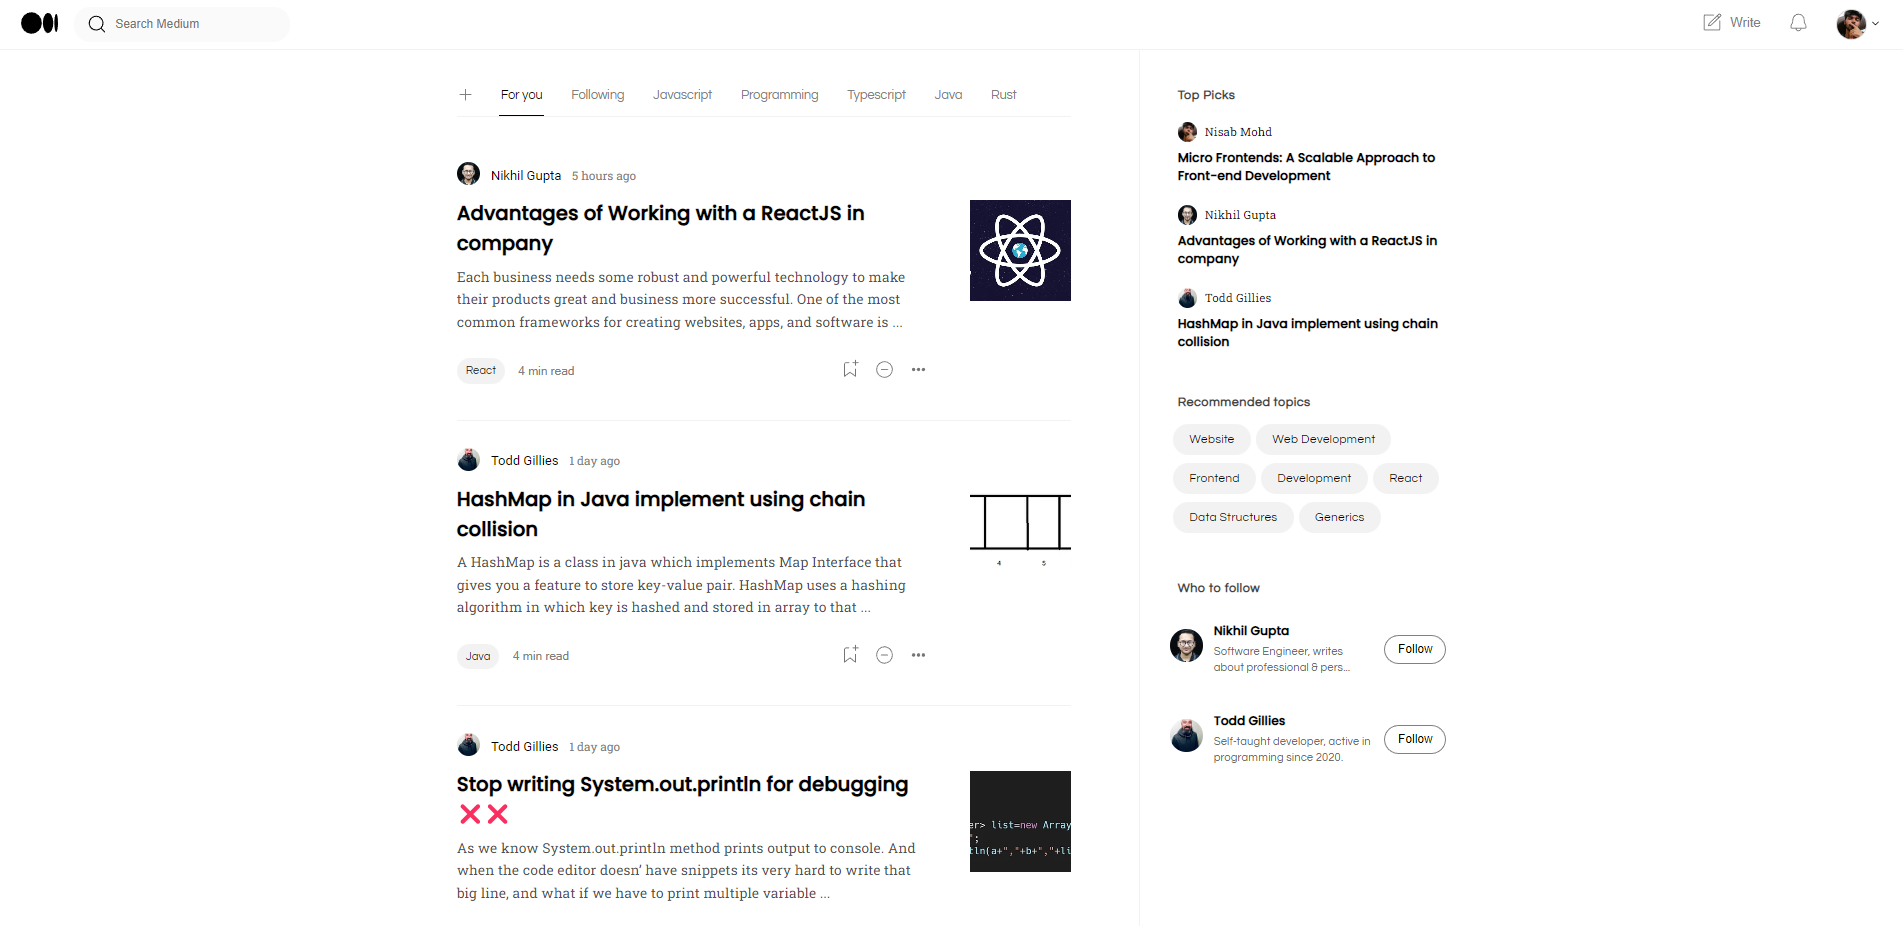 Search Medium
Write
For you Following Javascript Programming Typescript Java Rust
Nikhil Gupta 5 hours ago
Advantages of Working with a ReactJS in
company
Each business needs some robust and powerful technology to make
their products great and business more successful. One of the most
common frameworks for creating websites, apps, and software is ...
React 4 min read
Todd Gillies 1 day ago
HashMap in Java implement using chain
collision
A HashMap is a class in java which implements Map Interface that
gives you a feature to store key-value pair. HashMap uses a hashing
algorithm in which key is hashed and stored in array to that ...
4 5
Java 4 min read
Todd Gillies 1 day ago
Stop writing System.out.println for debugging
❌❌
As we know System.out.println method prints output to console. And
when the code editor doesn’ have snippets its very hard to write that
big line, and what if we have to print multiple variable ...
er> list=new Array
";
tln(a+","+b+","+li
Top Picks
Nisab Mohd
Micro Frontends: A Scalable Approach to
Front-end Development
Nikhil Gupta
Advantages of Working with a ReactJS in
company
Todd Gillies
HashMap in Java implement using chain
collision
Recommended topics
Website Web Development
Frontend Development React
Data Structures Generics
Who to follow
Nikhil Gupta
Software Engineer, writes
about professional & pers...
Follow
Todd Gillies
Self-taught developer, active in
programming since 2020.
Follow